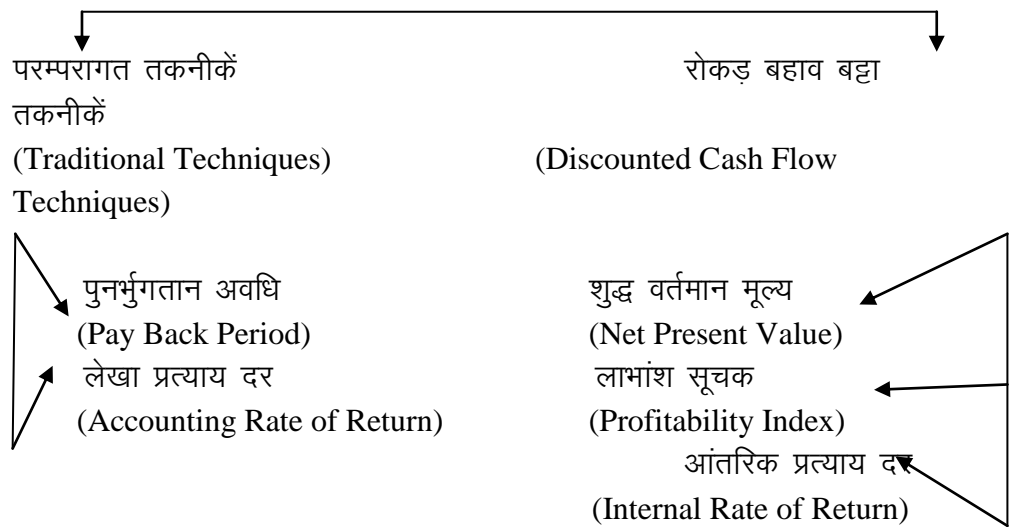 परम्परागत तकनीकें रोकड़ बहाव बट्टा
तकनीकें
(Traditional Techniques) (Discounted Cash Flow
Techniques)
पुनर्भुगतान अवधि शुद्ध वर्तमान मूल्य
(Pay Back Period) (Net Present Value)
लेखा प्रत्याय दर लाभांश सूचक
(Accounting Rate of Return) (Profitability Index)
आंतरिक प्रत्याय दर
(Internal Rate of Return)